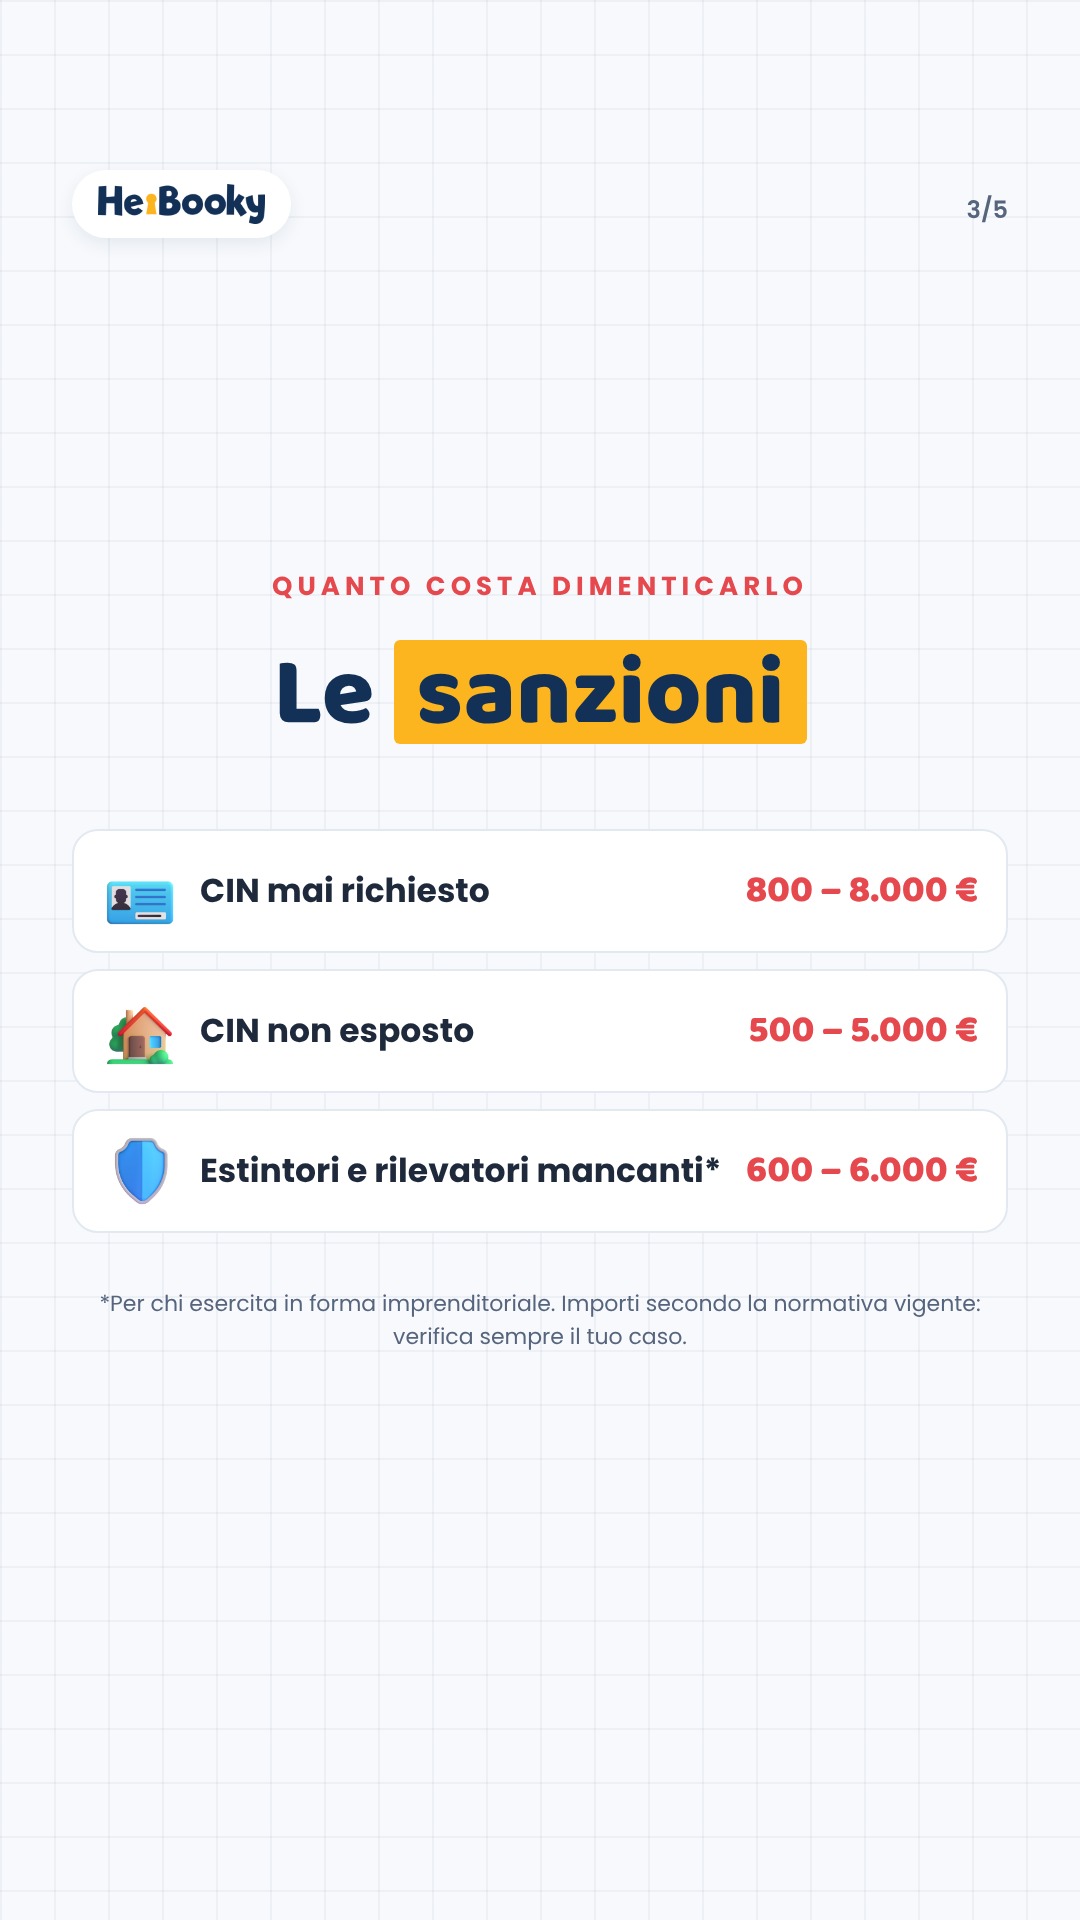 HeiBooky
3/5
QUANTO COSTA DIMENTICARLO
Le sanzioni
CIN mai richiesto 800 – 8.000 €
CIN non esposto 500 – 5.000 €
Estintori e rilevatori mancanti* 600 – 6.000 €
*Per chi esercita in forma imprenditoriale. Importi secondo la normativa vigente:
verifica sempre il tuo caso.